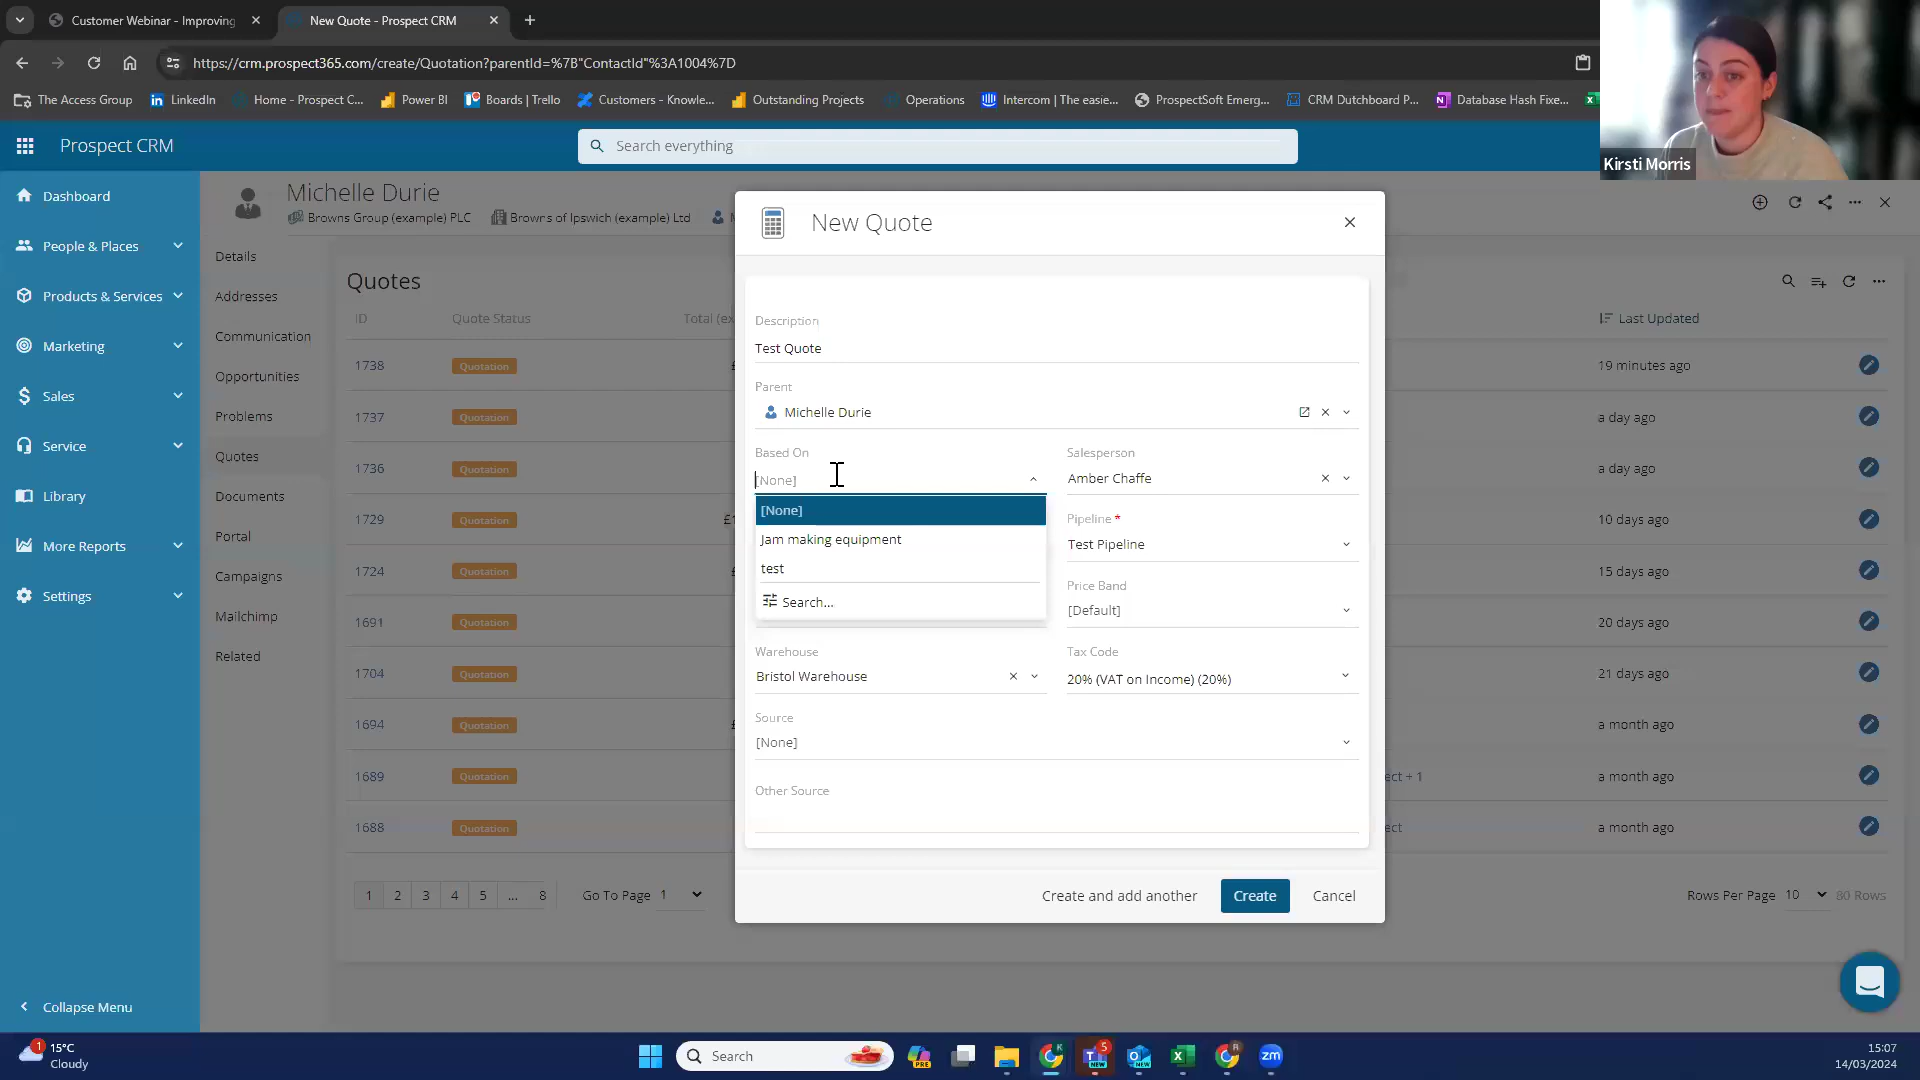 Customer Webinar - Improving
New Quote - Prospect CRM
https://crm.prospect365.com/create/Quotation?parentId=%7B"ContactId"%3A1004%7D
The Access Group
LinkedIn
Home - Prospect C...
Power BI
Boards | Trello
Customers - Knowle...
Outstanding Projects
Operations
Intercom | The easie...
ProspectSoft Emerg...
CRM Dutchboard P...
Database Hash Fixe...
Kirsti Morris
Prospect CRM
Search everything
Dashboard
People & Places
Products & Services
Marketing
Sales
Service
Library
More Reports
Settings
Collapse Menu
Michelle Durie
Browns Group (example) PLC
Browns of Ipswich (example) Ltd
Details
Addresses
Communication
Opportunities
Problems
Quotes
Documents
Portal
Campaigns
Mailchimp
Related
Quotes
ID Quote Status Total (ex Last Updated
1738 Quotation £ 19 minutes ago
1737 Quotation a day ago
1736 Quotation a day ago
1729 Quotation £1 10 days ago
1724 Quotation £ 15 days ago
1691 Quotation 20 days ago
1704 Quotation 21 days ago
1694 Quotation £ a month ago
1689 Quotation ect + 1 a month ago
1688 Quotation ect a month ago
1 2 3 4 5 ... 8 Go To Page 1
Rows Per Page 10 80 Rows
New Quote
Description
Test Quote
Parent
Michelle Durie
Based On
[None]
[None]
Jam making equipment
test
Search...
Salesperson
Amber Chaffe
Pipeline *
Test Pipeline
Price Band
[Default]
Warehouse
Bristol Warehouse
Tax Code
20% (VAT on Income) (20%)
Source
[None]
Other Source
Create and add another
Create
Cancel
1
15°C
Cloudy
Search
PRE
5
NEW
NEW
zm
15:07
14/03/2024